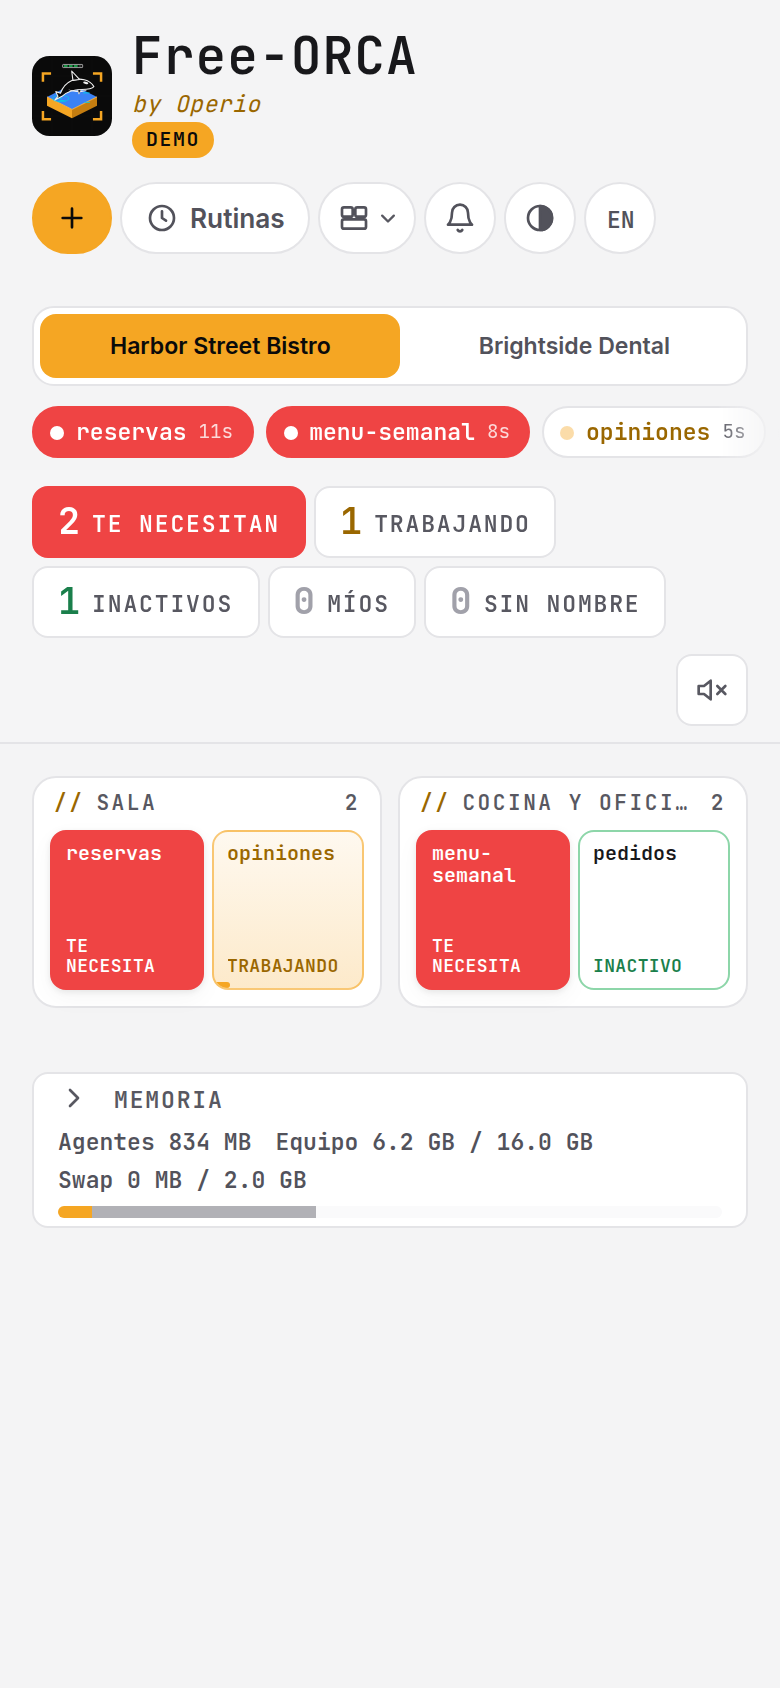 Free-ORCA
by Operio
DEMO
Rutinas
EN
Harbor Street Bistro
Brightside Dental
reservas 11s
menu-semanal 8s
opiniones 5s
2 TE NECESITAN
1 TRABAJANDO
1 INACTIVOS
0 MÍOS
0 SIN NOMBRE
// SALA 2
reservas
TE
NECESITA
opiniones
TRABAJANDO
// COCINA Y OFICI… 2
menu-
semanal
TE
NECESITA
pedidos
INACTIVO
MEMORIA
Agentes 834 MB Equipo 6.2 GB / 16.0 GB
Swap 0 MB / 2.0 GB